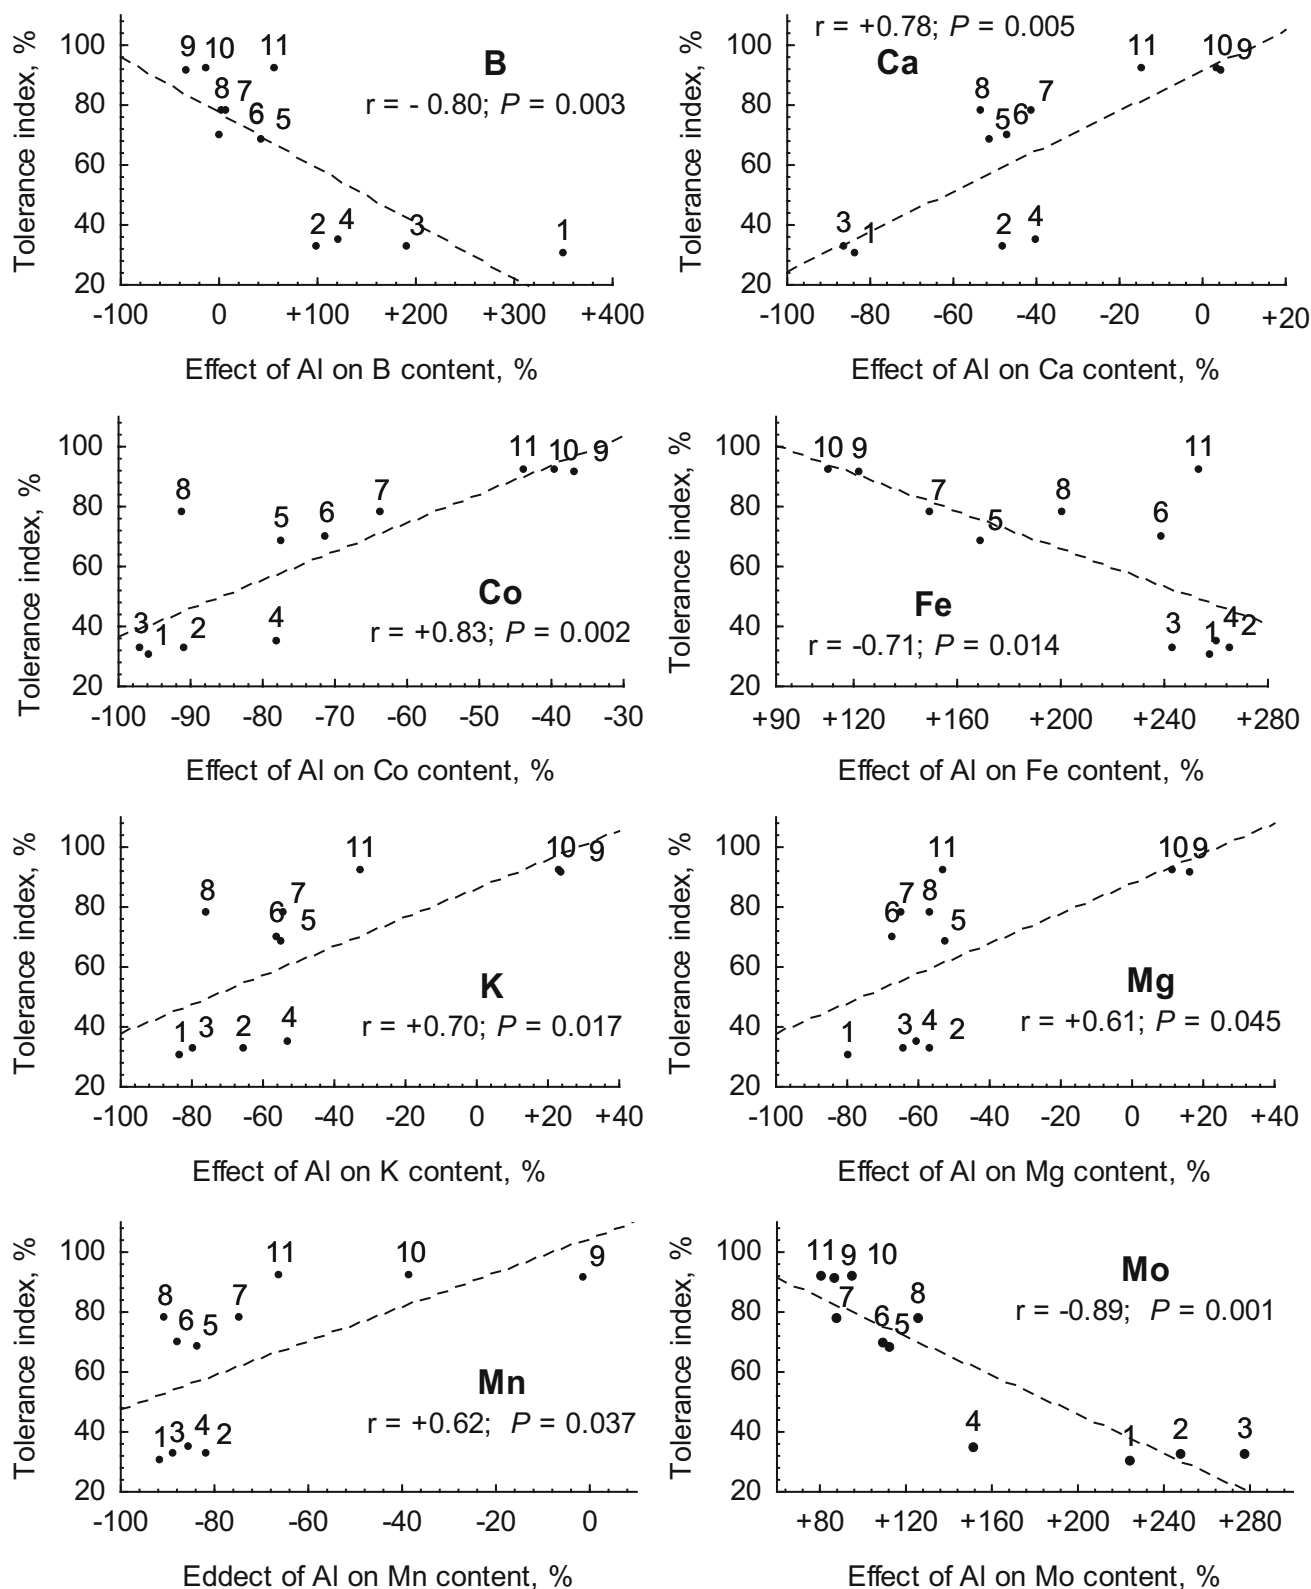 Tolerance index, %
100
80
60
40
20
9 10 11
8 7
6 5
2 4 3 1
B
r = - 0.80; P = 0.003
-100 0 +100 +200 +300 +400
Effect of Al on B content, %
Tolerance index, %
100
80
60
40
20
r = +0.78; P = 0.005
Ca
11 10 9
8 7
5 6
3 1 2 4
-100 -80 -60 -40 -20 0 +20
Effect of Al on Ca content, %
Tolerance index, %
100
80
60
40
20
11 10 9
8 7
5 6
3 1 2 4
Co
r = +0.83; P = 0.002
-100 -90 -80 -70 -60 -50 -40 -30
Effect of Al on Co content, %
Tolerance index, %
100
80
60
40
20
10 9 11
7 8
5 6
3 1 4 2
Fe
r = -0.71; P = 0.014
+90 +120 +160 +200 +240 +280
Effect of Al on Fe content, %
Tolerance index, %
100
80
60
40
20
11 10 9
8 7
6 5
1 3 2 4
K
r = +0.70; P = 0.017
-100 -80 -60 -40 -20 0 +20 +40
Effect of Al on K content, %
Tolerance index, %
100
80
60
40
20
11 10 9
7 8
6 5
1 3 4 2
Mg
r = +0.61; P = 0.045
-100 -80 -60 -40 -20 0 +20 +40
Effect of Al on Mg content, %
Tolerance index, %
100
80
60
40
20
11 10 9
8 7
6 5
1 3 4 2
Mn
r = +0.62; P = 0.037
-100 -80 -60 -40 -20 0
Eddect of Al on Mn content, %
Tolerance index, %
100
80
60
40
20
11 9 10
7 8
6 5
4 1 2 3
Mo
r = -0.89; P = 0.001
+80 +120 +160 +200 +240 +280
Effect of Al on Mo content, %